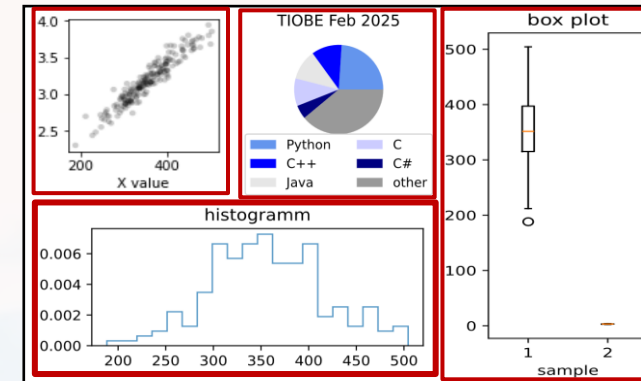 4.0
3.5
3.0
2.5
200 400
X value
TIOBE Feb 2025
Python C
C++ C#
Java other
histogramm
0.006
0.004
0.002
0.000
200 250 300 350 400 450 500
box plot
500
400
300
200
100
0
1 2
sample